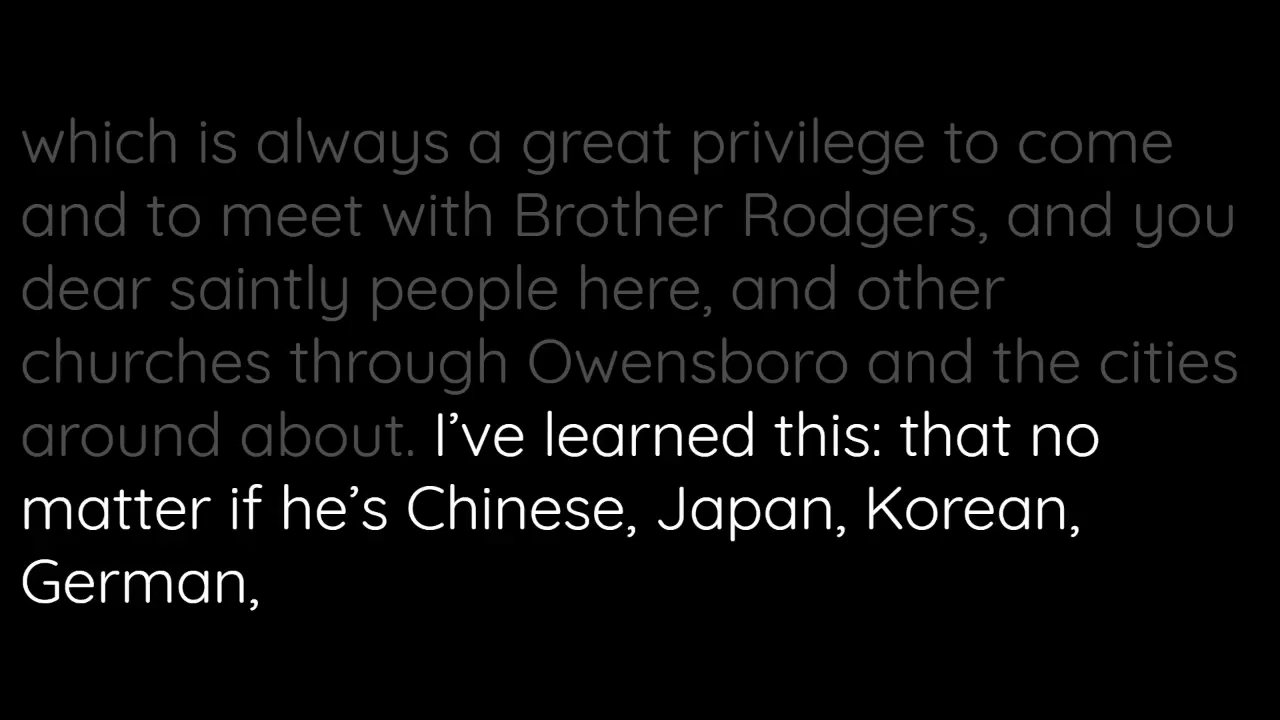 which is always a great privilege to come
and to meet with Brother Rodgers, and you
dear saintly people here, and other
churches through Owensboro and the cities
around about. I’ve learned this: that no
matter if he’s Chinese, Japan, Korean,
German,